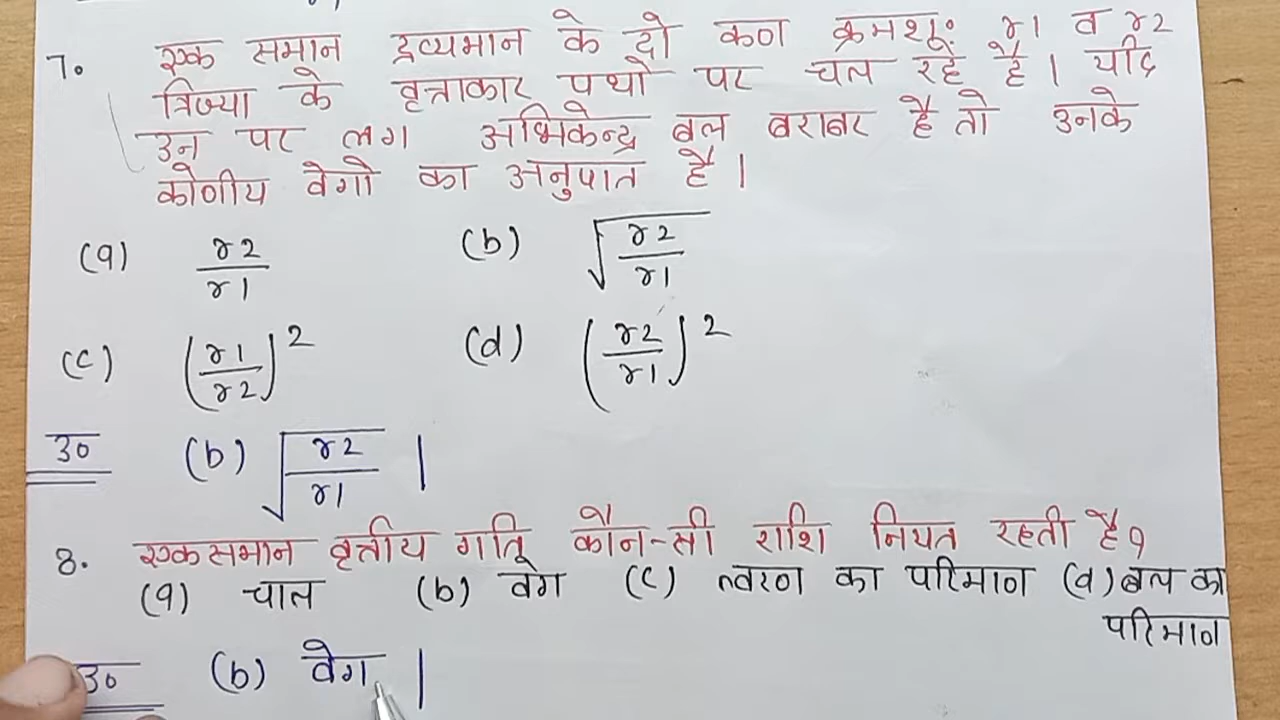 7. एक समान द्रव्यमान के दो कण क्रमशः r1 व r2
त्रिज्या के वृत्ताकार पथो पर चल रहे है। यदि
उन पर लग अभिकेन्द्र बल बराबर है तो उनके
कोणीय वेगो का अनुपात है।
(a) r2/r1 (b) √(r2/r1)
(c) (r1/r2)2 (d) (r2/r1)2
उ० (b) √(r2/r1) |
8. एकसमान वृत्तीय गति कौन-सी राशि नियत रहती है?
(a) चाल (b) वेग (c) त्वरण का परिमाण (d) बल का
परिमान
उ० (b) वेग |